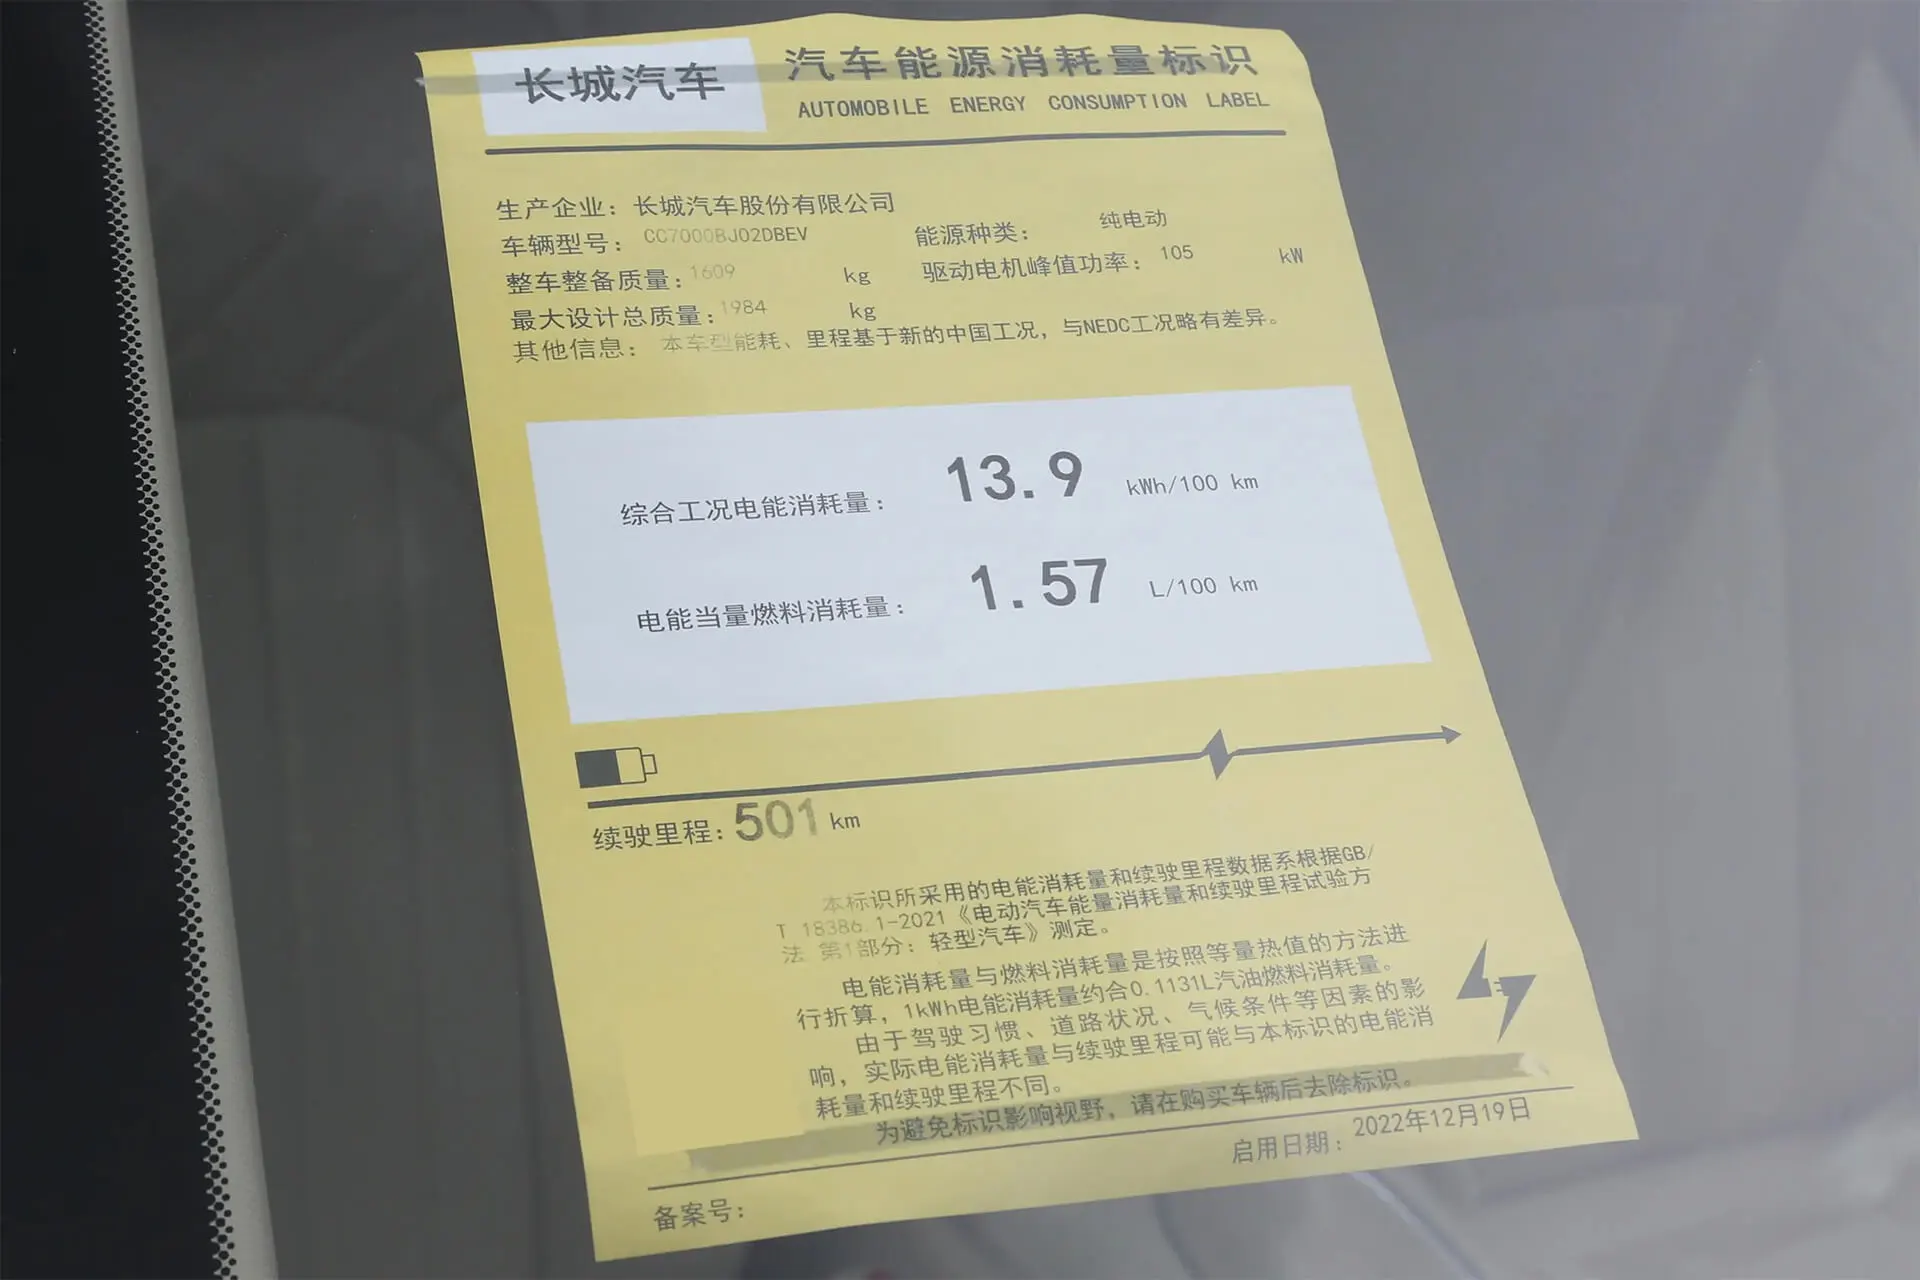 长城汽车
汽车能源消耗量标识
AUTOMOBILE ENERGY CONSUMPTION LABEL
生产企业：长城汽车股份有限公司
车辆型号：CC7000BJ02DBEV 能源种类：纯电动
整车整备质量：1609 kg 驱动电机峰值功率：105 kW
最大设计总质量：1984 kg
其他信息：本车型能耗、里程基于新的中国工况，与NEDC工况略有差异。
综合工况电能消耗量：13.9 kWh/100 km
电能当量燃料消耗量：1.57 L/100 km
续驶里程：501 km
本标识所采用的电能消耗量和续驶里程数据系根据GB/
T 18386.1-2021《电动汽车能量消耗量和续驶里程试验方
法 第1部分：轻型汽车》测定。
电能消耗量与燃料消耗量是按照等量热值的方法进
行折算，1kWh电能消耗量约合0.1131L汽油燃料消耗量。
由于驾驶习惯、道路状况、气候条件等因素的影
响，实际电能消耗量与续驶里程可能与本标识的电能消
耗量和续驶里程不同。
为避免标识影响视野，请在购买车辆后去除标识。
启用日期：2022年12月19日
备案号：